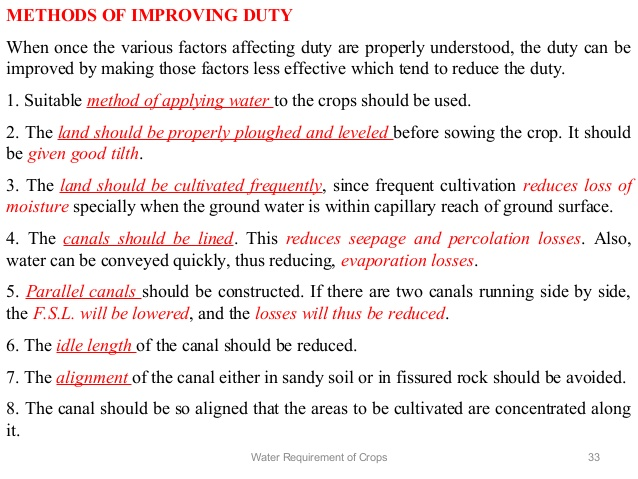 METHODS OF IMPROVING DUTY
When once the various factors affecting duty are properly understood, the duty can be
improved by making those factors less effective which tend to reduce the duty.
1. Suitable method of applying water to the crops should be used.
2. The land should be properly ploughed and leveled before sowing the crop. It should
be given good tilth.
3. The land should be cultivated frequently, since frequent cultivation reduces loss of
moisture specially when the ground water is within capillary reach of ground surface.
4. The canals should be lined. This reduces seepage and percolation losses. Also,
water can be conveyed quickly, thus reducing, evaporation losses.
5. Parallel canals should be constructed. If there are two canals running side by side,
the F.S.L. will be lowered, and the losses will thus be reduced.
6. The idle length of the canal should be reduced.
7. The alignment of the canal either in sandy soil or in fissured rock should be avoided.
8. The canal should be so aligned that the areas to be cultivated are concentrated along
it.
Water Requirement of Crops 33